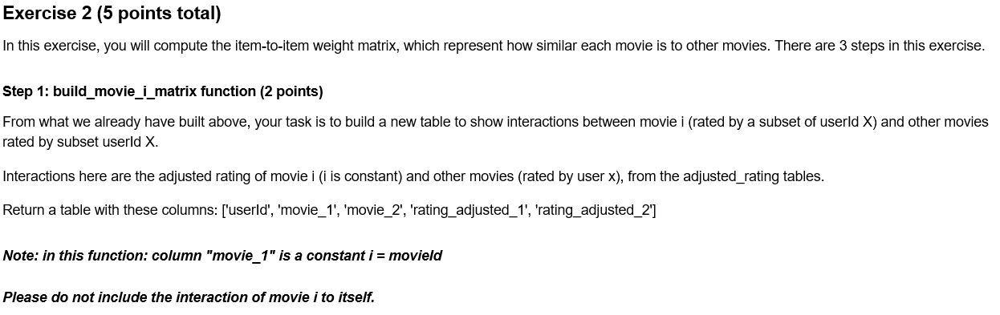 Exercise 2 (5 points total)
In this exercise, you will compute the item-to-item weight matrix, which represent how similar each movie is to other movies. There are 3 steps in this exercise.
Step 1: build_movie_i_matrix function (2 points)
From what we already have built above, your task is to build a new table to show interactions between movie i (rated by a subset of userId X) and other movies
rated by subset userId X.
Interactions here are the adjusted rating of movie i (i is constant) and other movies (rated by user x), from the adjusted_rating tables.
Return a table with these columns: ['userId', 'movie_1', 'movie_2', 'rating_adjusted_1', 'rating_adjusted_2']
Note: in this function: column "movie_1" is a constant i = movieId
Please do not include the interaction of movie i to itself.